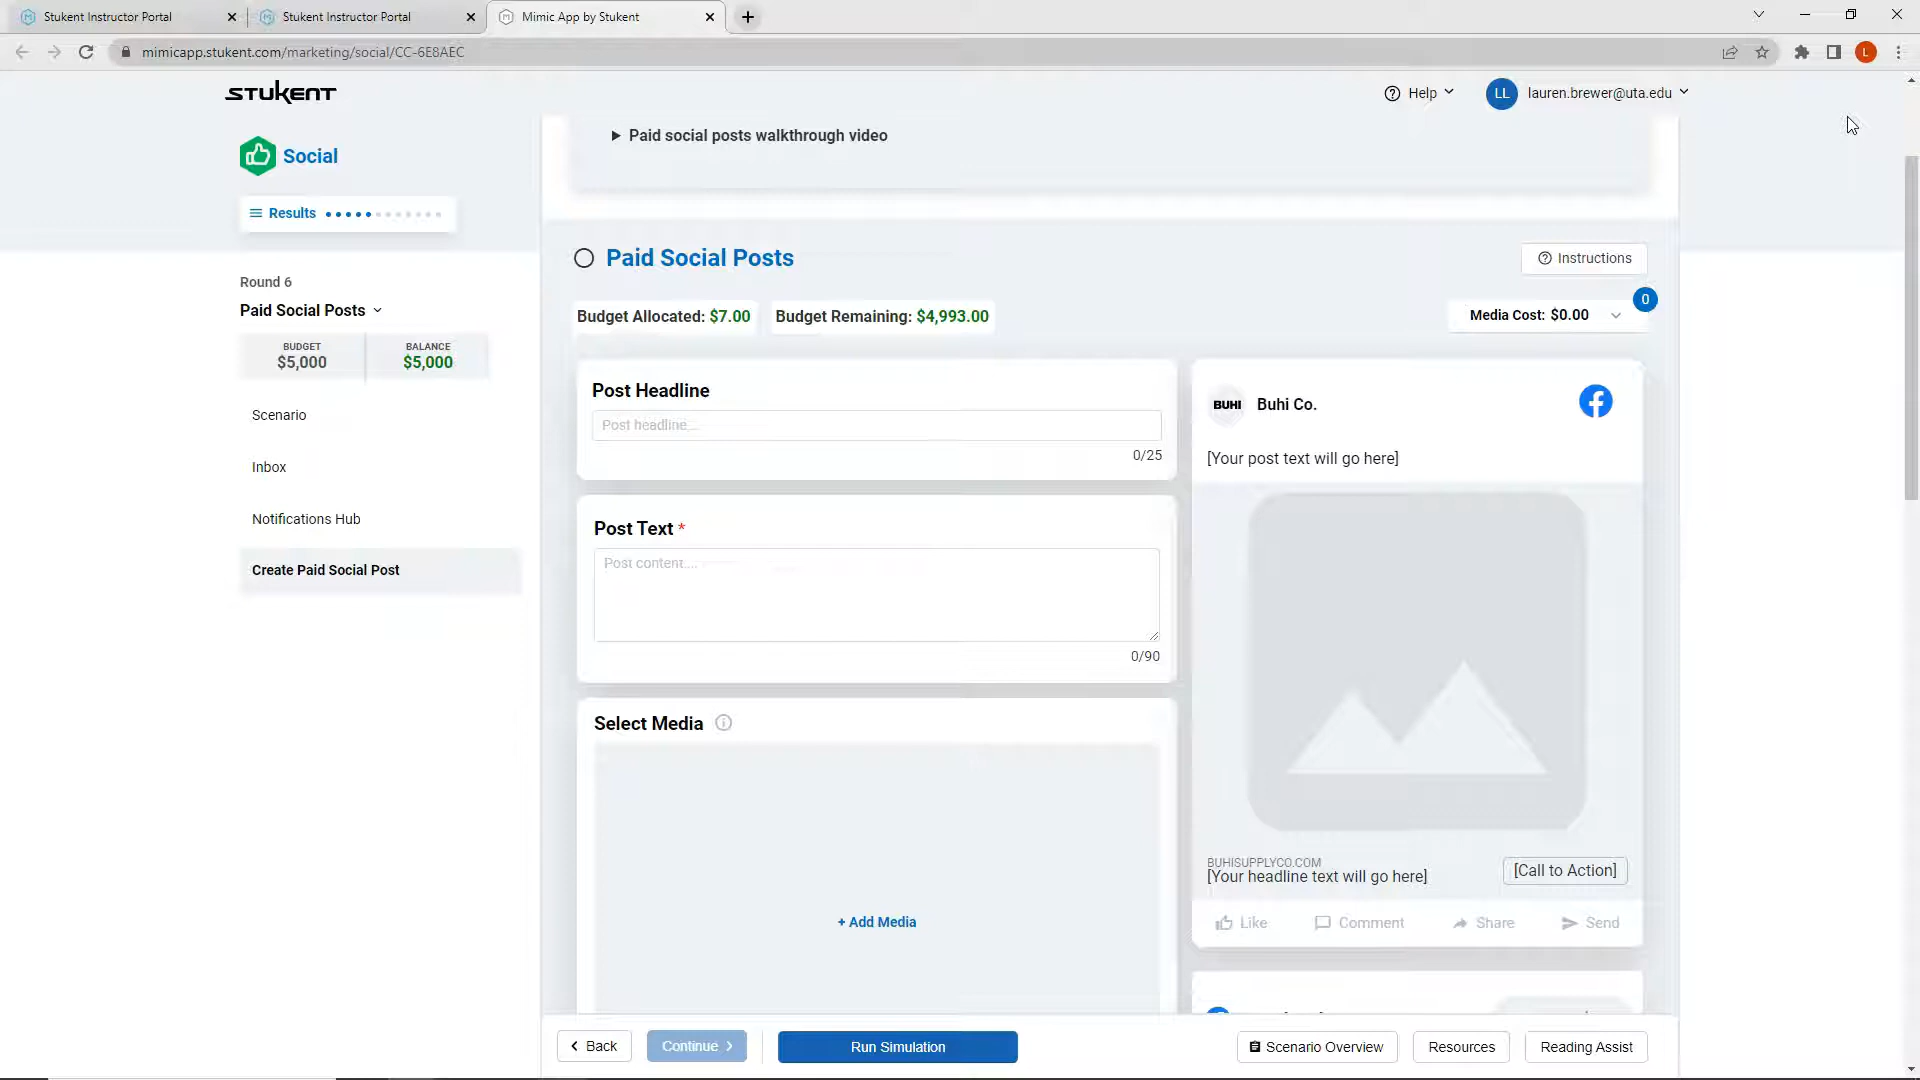 Stukent Instructor Portal
Stukent Instructor Portal
Mimic App by Stukent
mimicapp.stukent.com/marketing/social/CC-6E8AEC
L
STUKENT
Help
LL
lauren.brewer@uta.edu
Social
Results
Round 6
Paid Social Posts
BUDGET
$5,000
BALANCE
$5,000
Scenario
Inbox
Notifications Hub
Create Paid Social Post
Paid social posts walkthrough video
Paid Social Posts
Instructions
Budget Allocated: $7.00
Budget Remaining: $4,993.00
Media Cost: $0.00
0
Post Headline
Post headline...
0/25
Post Text *
Post content....
0/90
Select Media
+ Add Media
BUHI
Buhi Co.
[Your post text will go here]
BUHISUPPLYCO.COM
[Your headline text will go here]
[Call to Action]
Like
Comment
Share
Send
Back
Continue
Run Simulation
Scenario Overview
Resources
Reading Assist